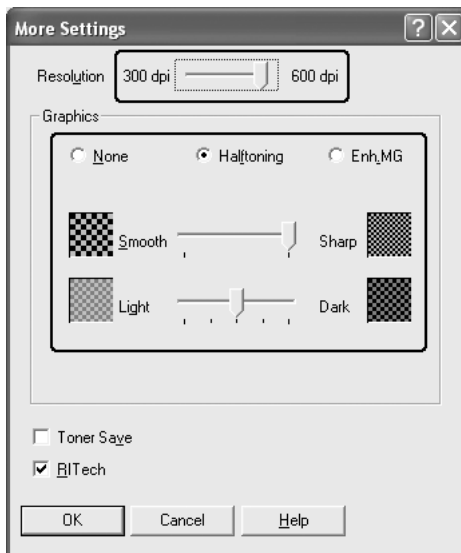 More Settings
Resolution 300 dpi 600 dpi
Graphics
None Halftoning Enh.MG
Smooth Sharp
Light Dark
Toner Save
RITech
OK Cancel Help